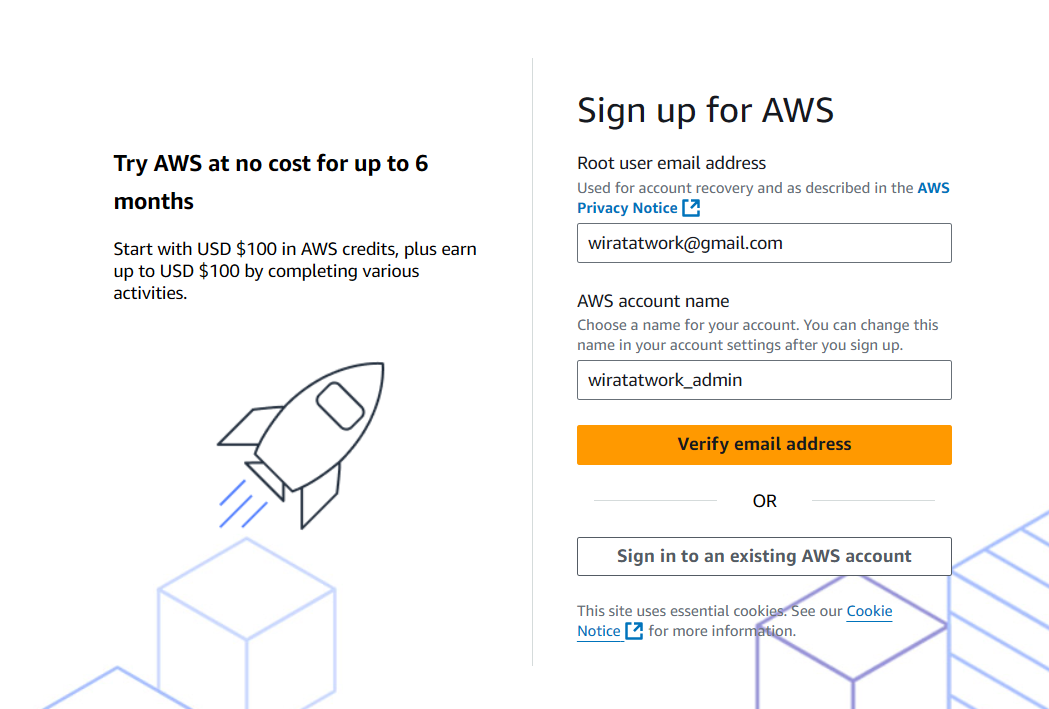 Try AWS at no cost for up to 6
months
Start with USD $100 in AWS credits, plus earn
up to USD $100 by completing various
activities.
Sign up for AWS
Root user email address
Used for account recovery and as described in the AWS
Privacy Notice
wiratatwork@gmail.com
AWS account name
Choose a name for your account. You can change this
name in your account settings after you sign up.
wiratatwork_admin
Verify email address
OR
Sign in to an existing AWS account
This site uses essential cookies. See our Cookie
Notice for more information.